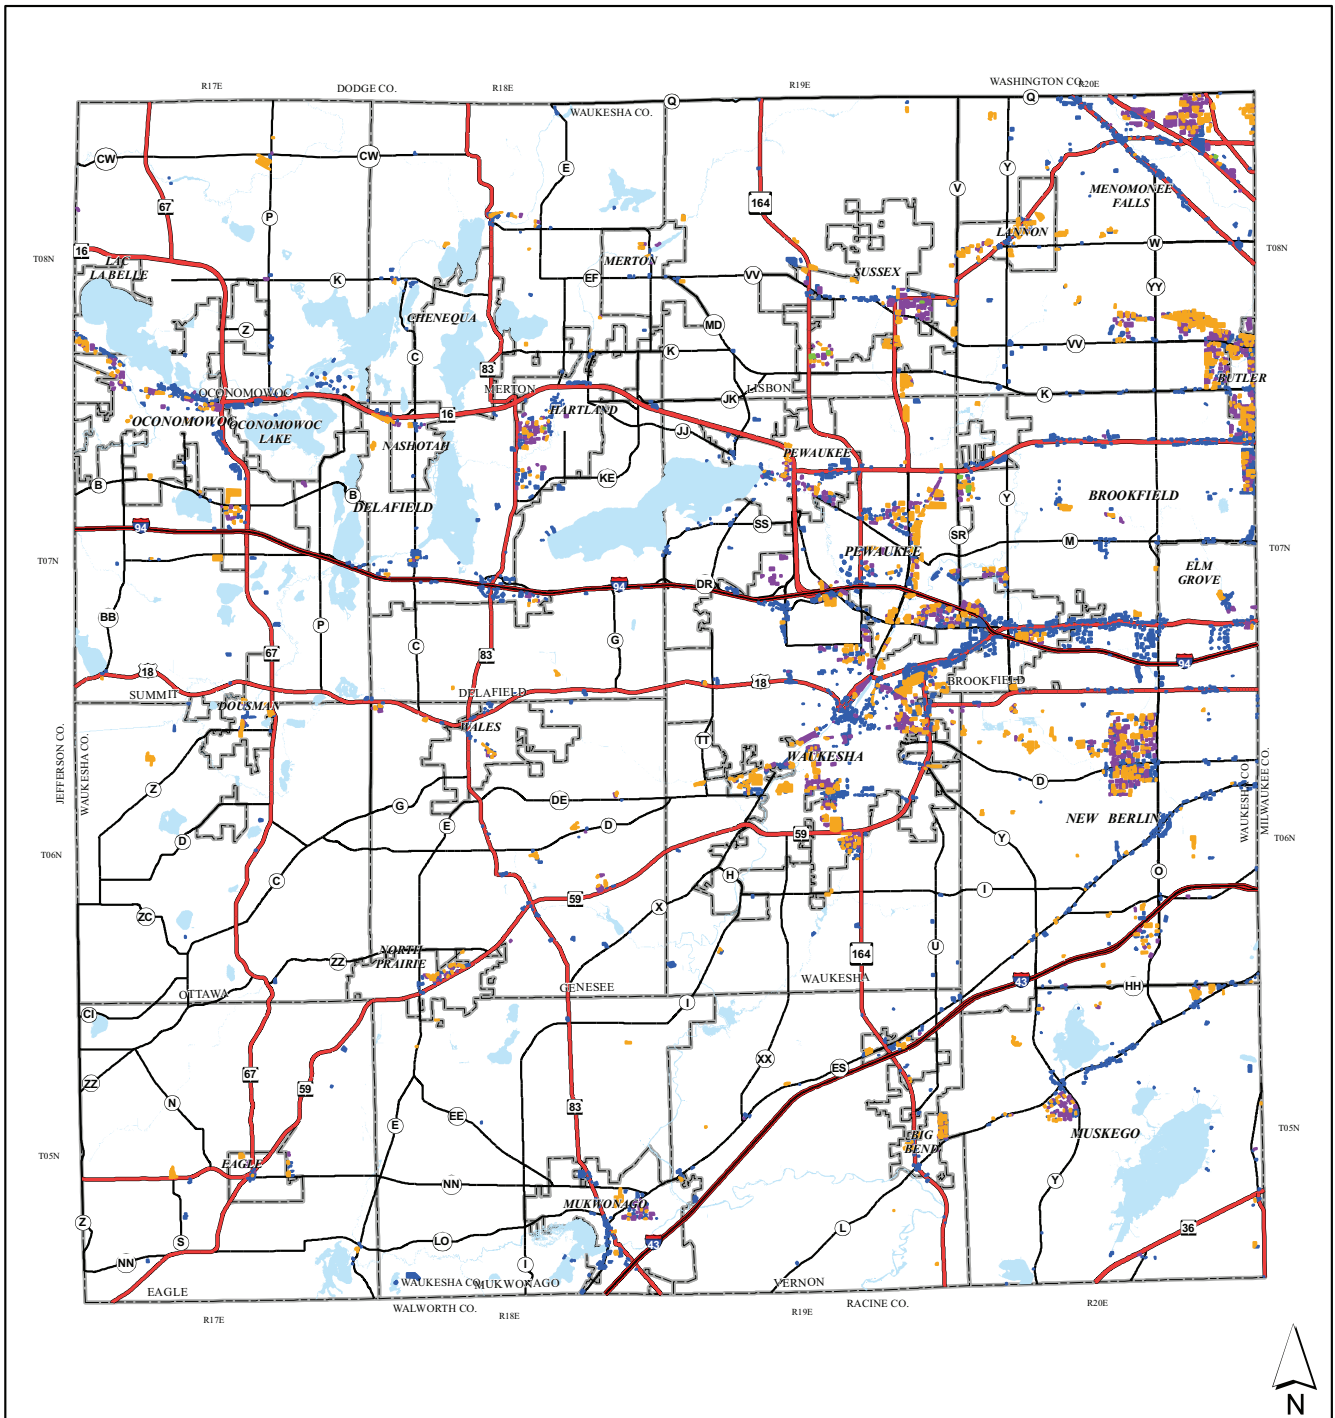 WASHINGTON CO.
R17E
DODGE CO.
R18E
R19E
R20E
Q
WAUKESHA CO.
Q
CW
CW
E
Y
V
67
164
P
MENOMONEE
FALLS
16
T08N
LAC
LA BELLE
MERTON
LANNON
W
T08N
SUSSEX
K
EF
VV
YY
CHENEQUA
MD
Z
C
K
VV
83
BUTLER
OCONOMOWOC
MERTON
LISBON
K
JK
16
HARTLAND
OCONOMOWOC
OCONOMOWOC
LAKE
JJ
NASHOTAH
PEWAUKEE
KE
B
B
Y
BROOKFIELD
DELAFIELD
94
SS
SR
M
PEWAUKEE
T07N
T07N
ELM
GROVE
94
DR
BB
P
G
C
67
83
94
18
18
SUMMIT
DELAFIELD
BROOKFIELD
DOUSMAN
WALES
TT
JEFFERSON CO.
WAUKESHA CO.
WAUKESHA
WAUKESHA CO.
MILWAUKEE CO.
Z
D
G
DE
E
D
NEW BERLIN
59
D
Y
T06N
T06N
C
H
O
I
59
X
ZC
U
NORTH
PRAIRIE
ZZ
164
WAUKESHA
43
OTTAWA
GENESEE
HH
I
CI
XX
ES
67
ZZ
59
N
83
EE
E
BIG
BEND
MUSKEGO
T05N
T05N
EAGLE
NN
Y
MUKWONAGO
Z
L
36
S
LO
43
NN
I
WAUKESHA CO.
MUKWONAGO
VERNON
EAGLE
WALWORTH CO.
RACINE CO.
R17E
R18E
R19E
R20E
N